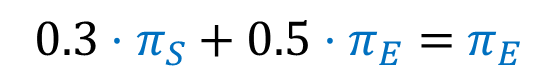 0.3 · π_S + 0.5 · π_E = π_E